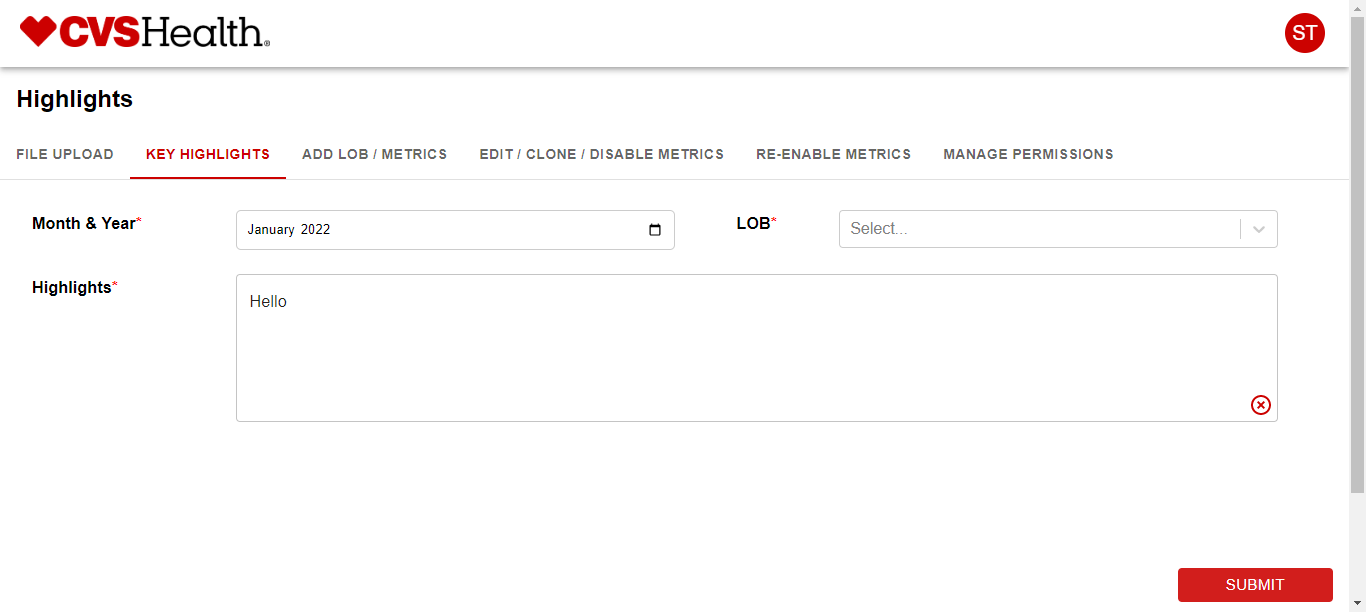 CVSHealth®
ST
Highlights
FILE UPLOAD KEY HIGHLIGHTS ADD LOB / METRICS EDIT / CLONE / DISABLE METRICS RE-ENABLE METRICS MANAGE PERMISSIONS
Month & Year* January 2022 LOB* Select...
Highlights* Hello
SUBMIT